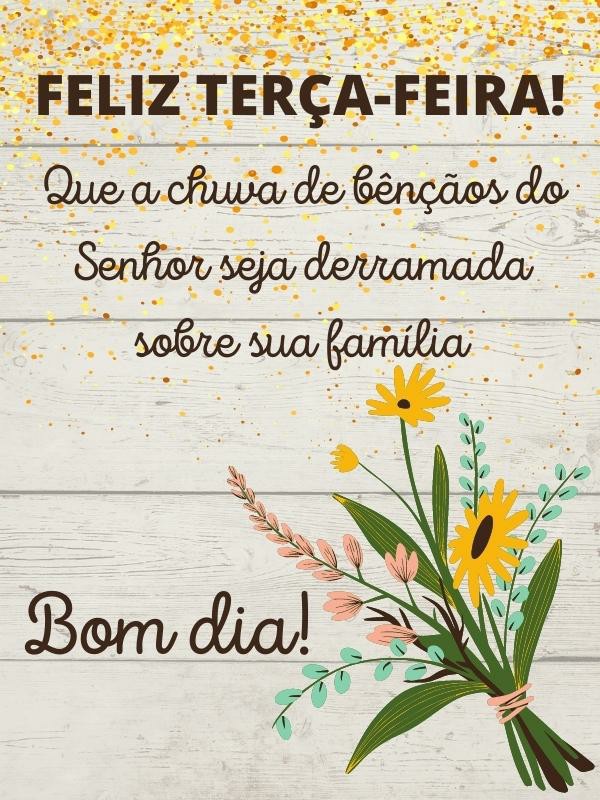 FELIZ TERÇA-FEIRA!
Que a chuva de bênçãos do
Senhor seja derramada
sobre sua família
Bom dia!